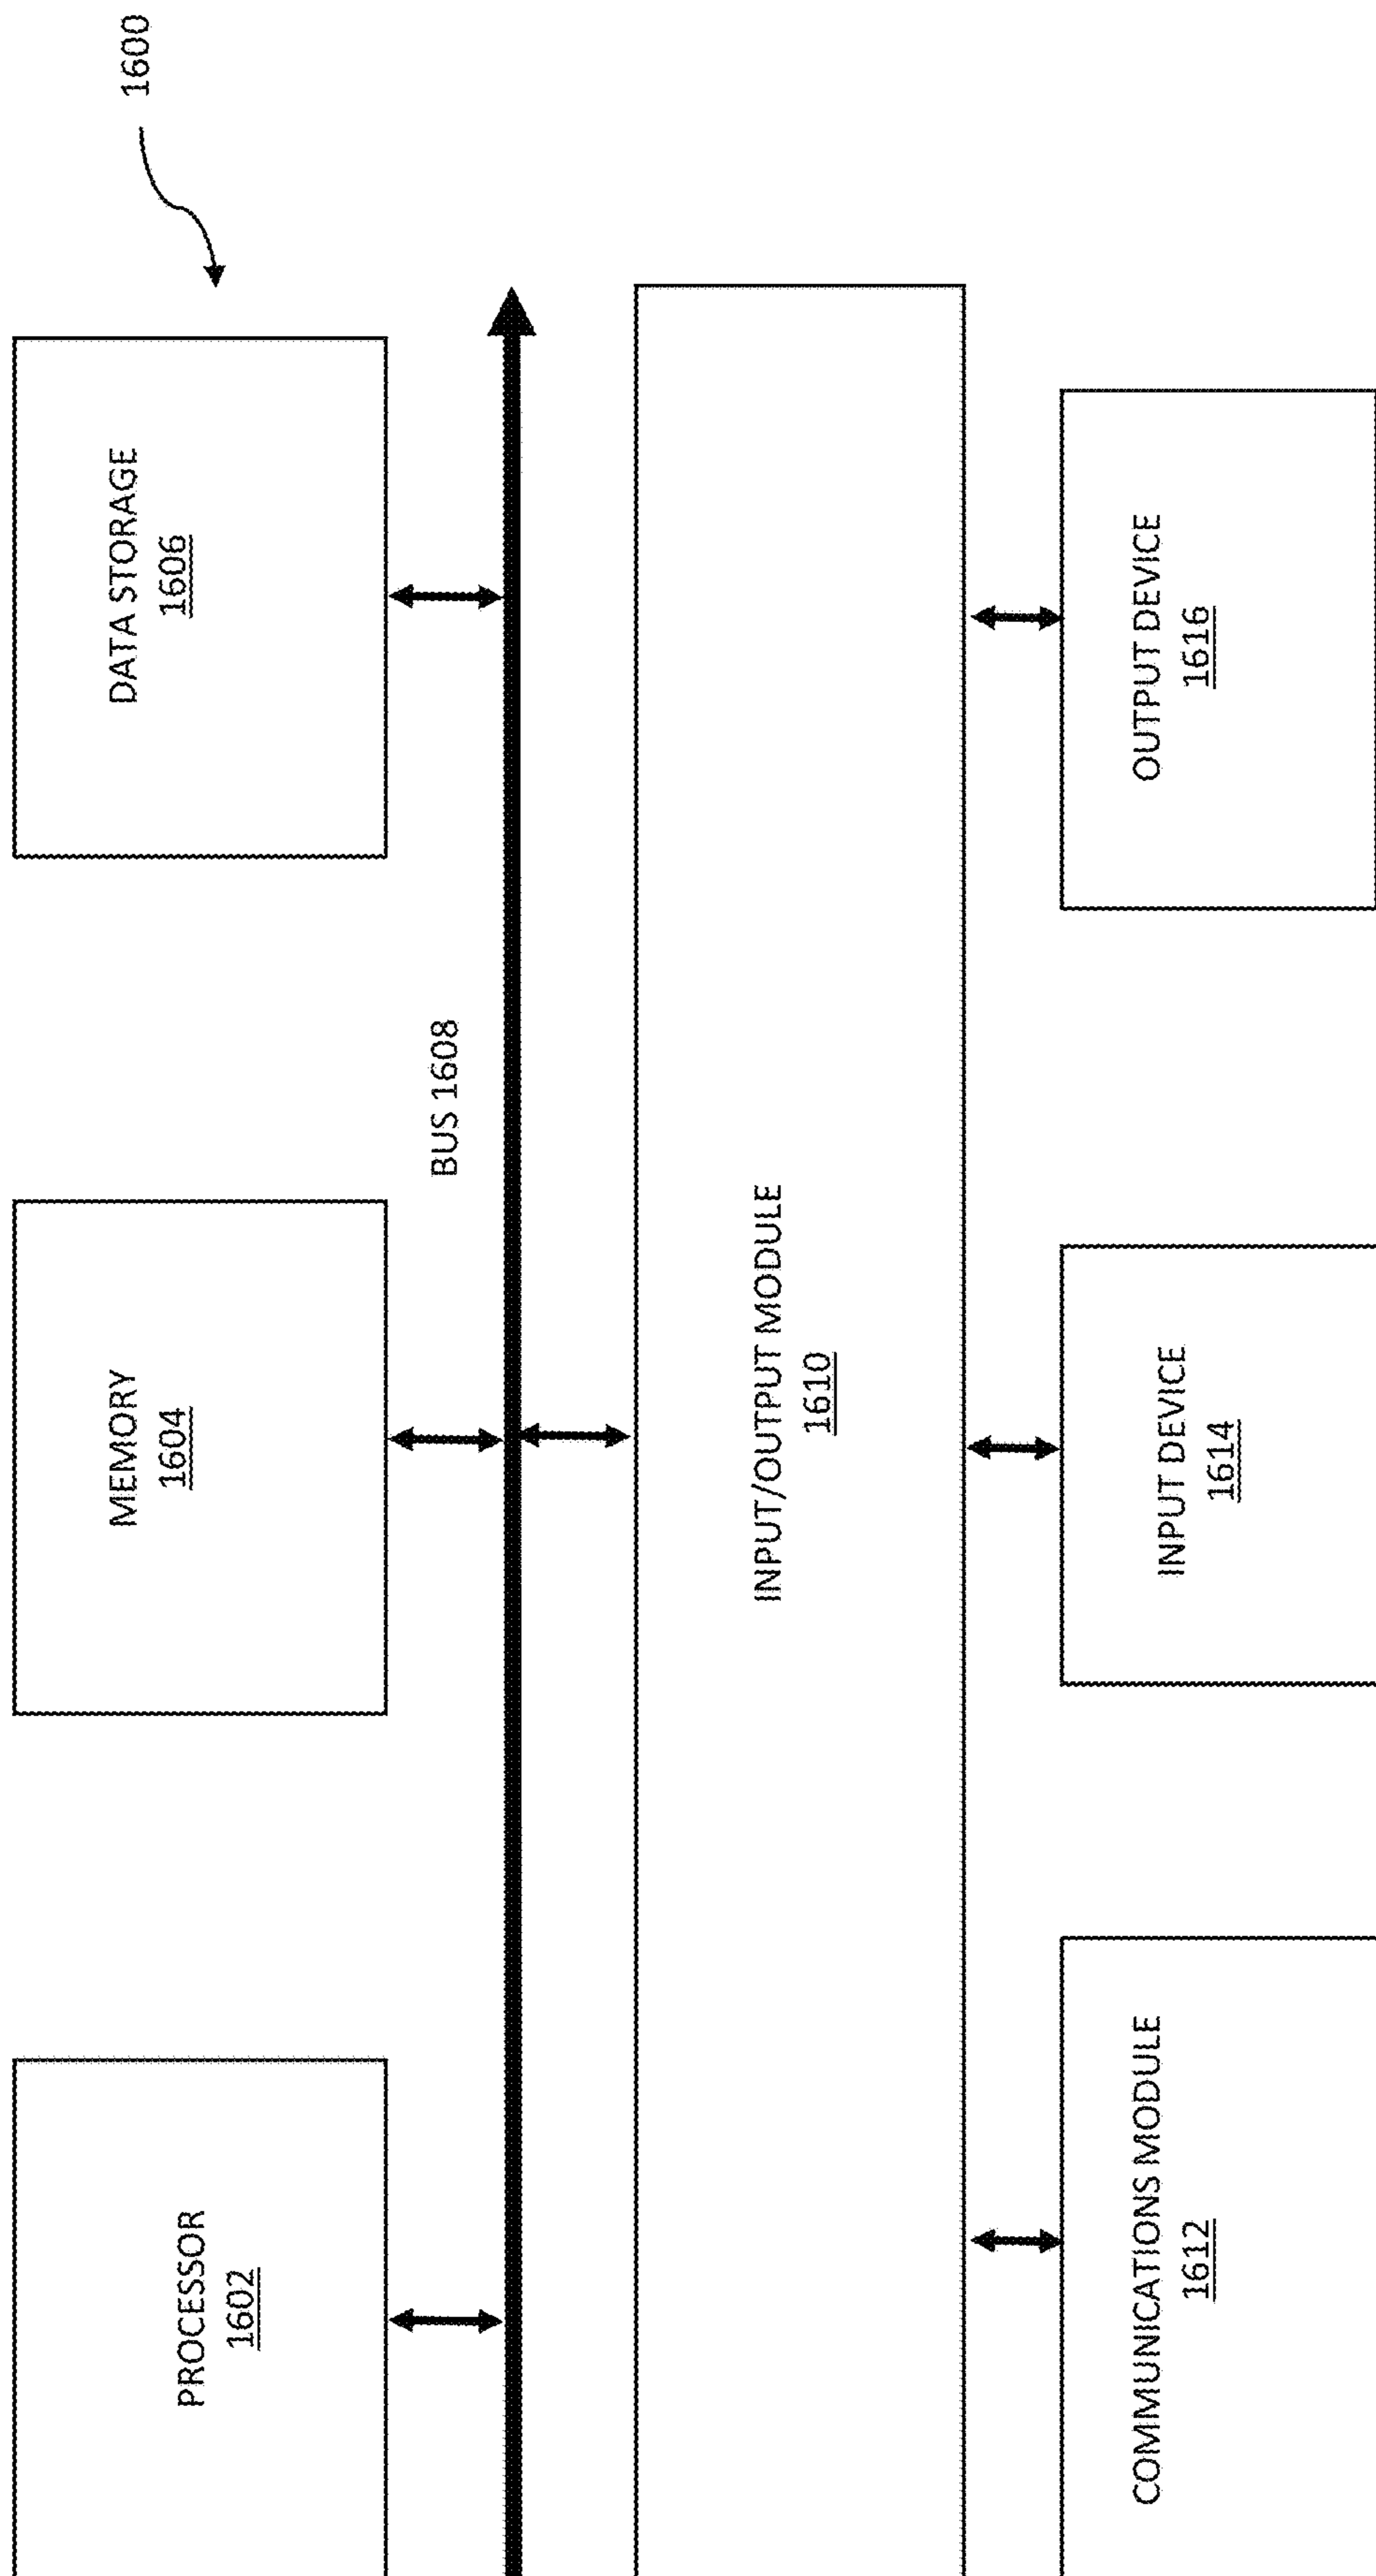 1600
PROCESSOR
1602
MEMORY
1604
DATA STORAGE
1606
BUS 1608
INPUT/OUTPUT MODULE
1610
COMMUNICATIONS MODULE
1612
INPUT DEVICE
1614
OUTPUT DEVICE
1616